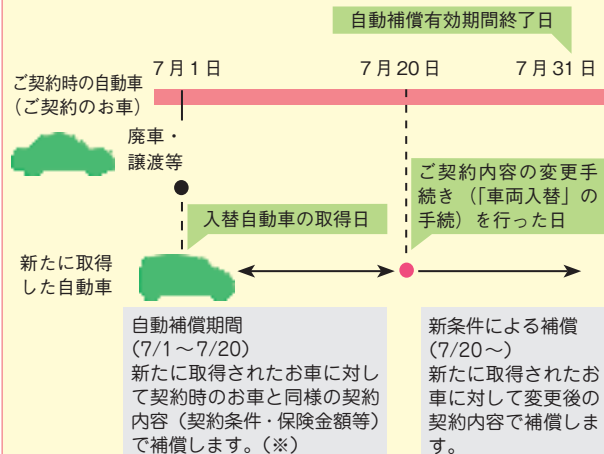 自動補償有効期間終了日
7月1日
7月20日
7月31日
ご契約時の自動車
(ご契約のお車)
廃車・
譲渡等
入替自動車の取得日
ご契約内容の変更手
続き(「車両入替」の
手続)を行った日
新たに取得
した自動車
自動補償期間
(7/1~7/20)
新たに取得されたお車に対し
て契約時のお車と同様の契約
内容(契約条件・保険金額等)
で補償します。(※)
新条件による補償
(7/20~)
新たに取得されたお
車に対して変更後の
契約内容で補償しま
す。